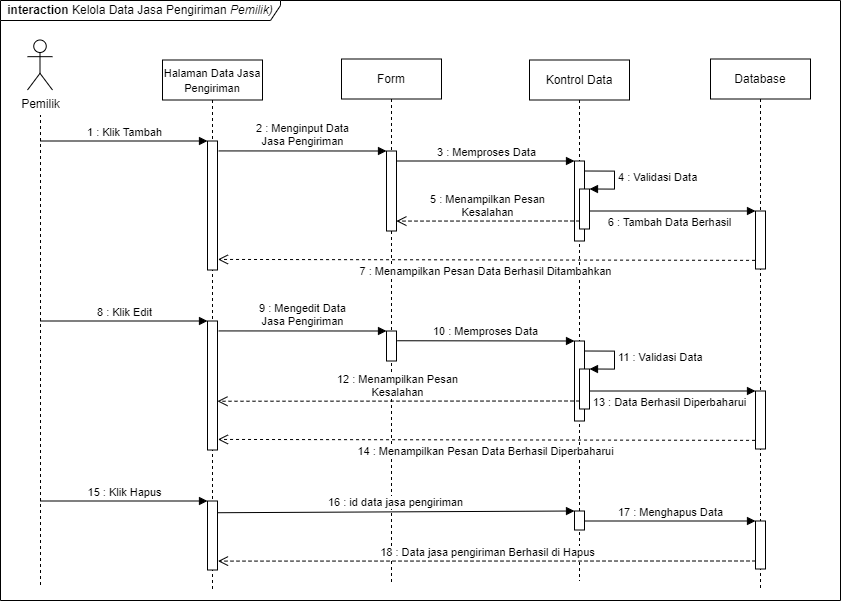 interaction Kelola Data Jasa Pengiriman Pemilik)
Pemilik
Halaman Data Jasa
Pengiriman
Form
Kontrol Data
Database
1 : Klik Tambah
2 : Menginput Data
Jasa Pengiriman
3 : Memproses Data
4 : Validasi Data
5 : Menampilkan Pesan
Kesalahan
6 : Tambah Data Berhasil
7 : Menampilkan Pesan Data Berhasil Ditambahkan
8 : Klik Edit
9 : Mengedit Data
Jasa Pengiriman
10 : Memproses Data
11 : Validasi Data
12 : Menampilkan Pesan
Kesalahan
13 : Data Berhasil Diperbaharui
14 : Menampilkan Pesan Data Berhasil Diperbaharui
15 : Klik Hapus
16 : id data jasa pengiriman
17 : Menghapus Data
18 : Data jasa pengiriman Berhasil di Hapus